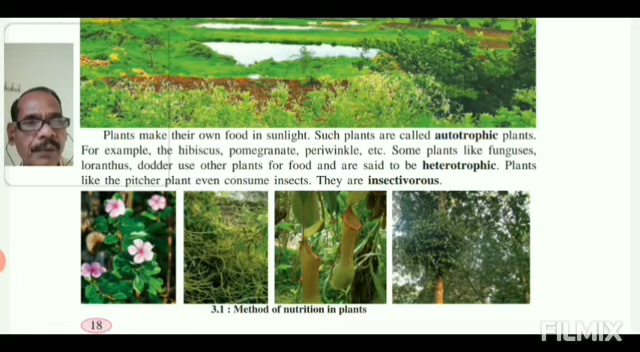 Plants make their own food in sunlight. Such plants are called autotrophic plants.
For example, the hibiscus, pomegranate, periwinkle, etc. Some plants like funguses,
loranthus, dodder use other plants for food and are said to be heterotrophic. Plants
like the pitcher plant even consume insects. They are insectivorous.
3.1 : Method of nutrition in plants
18
FILMIX